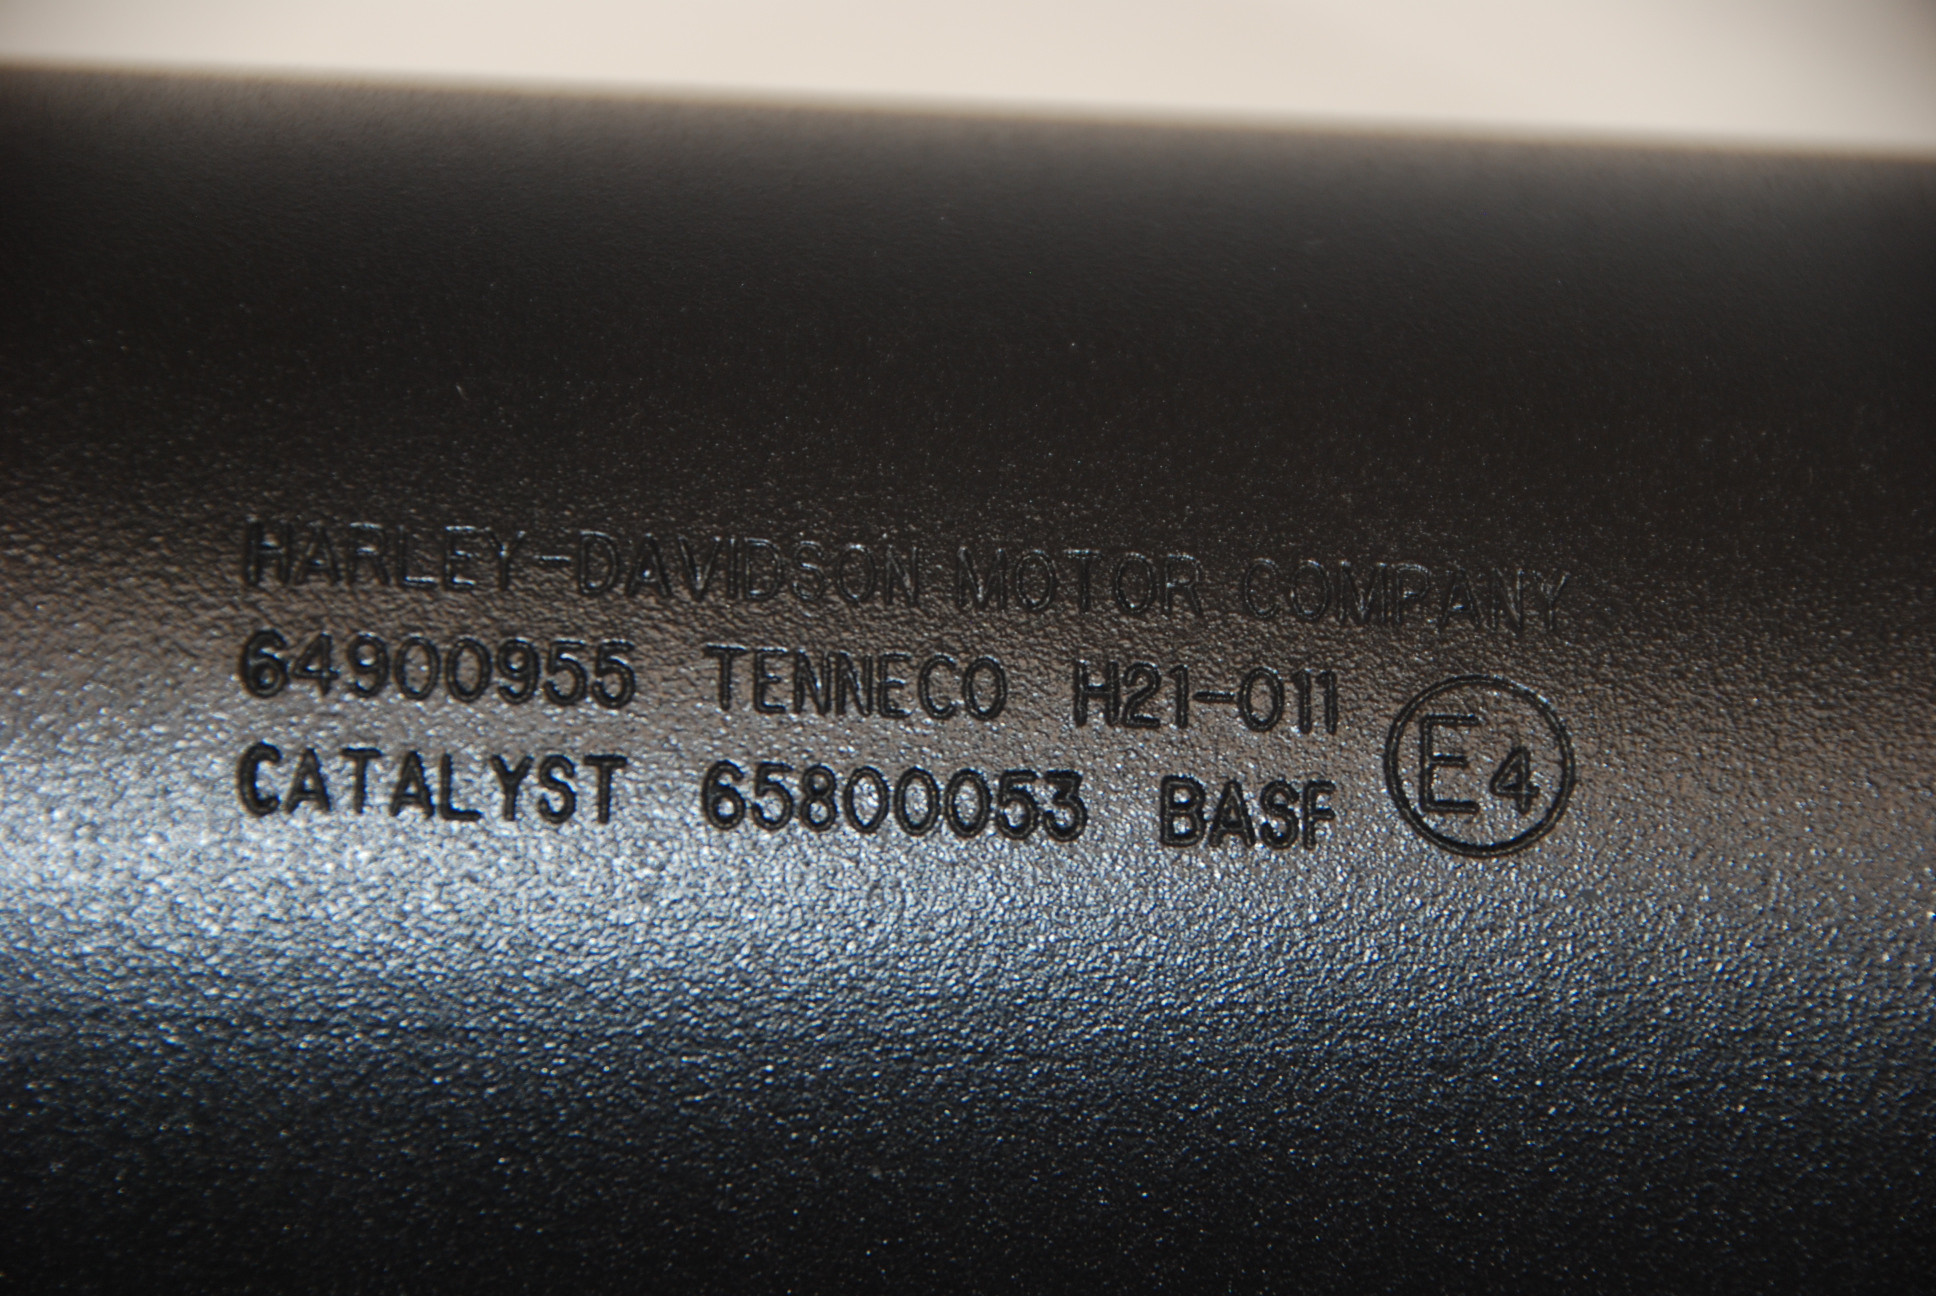 HARLEY-DAVIDSON MOTOR COMPANY
64900955 TENNECO H21-011
CATALYST 65800053 BASF E4